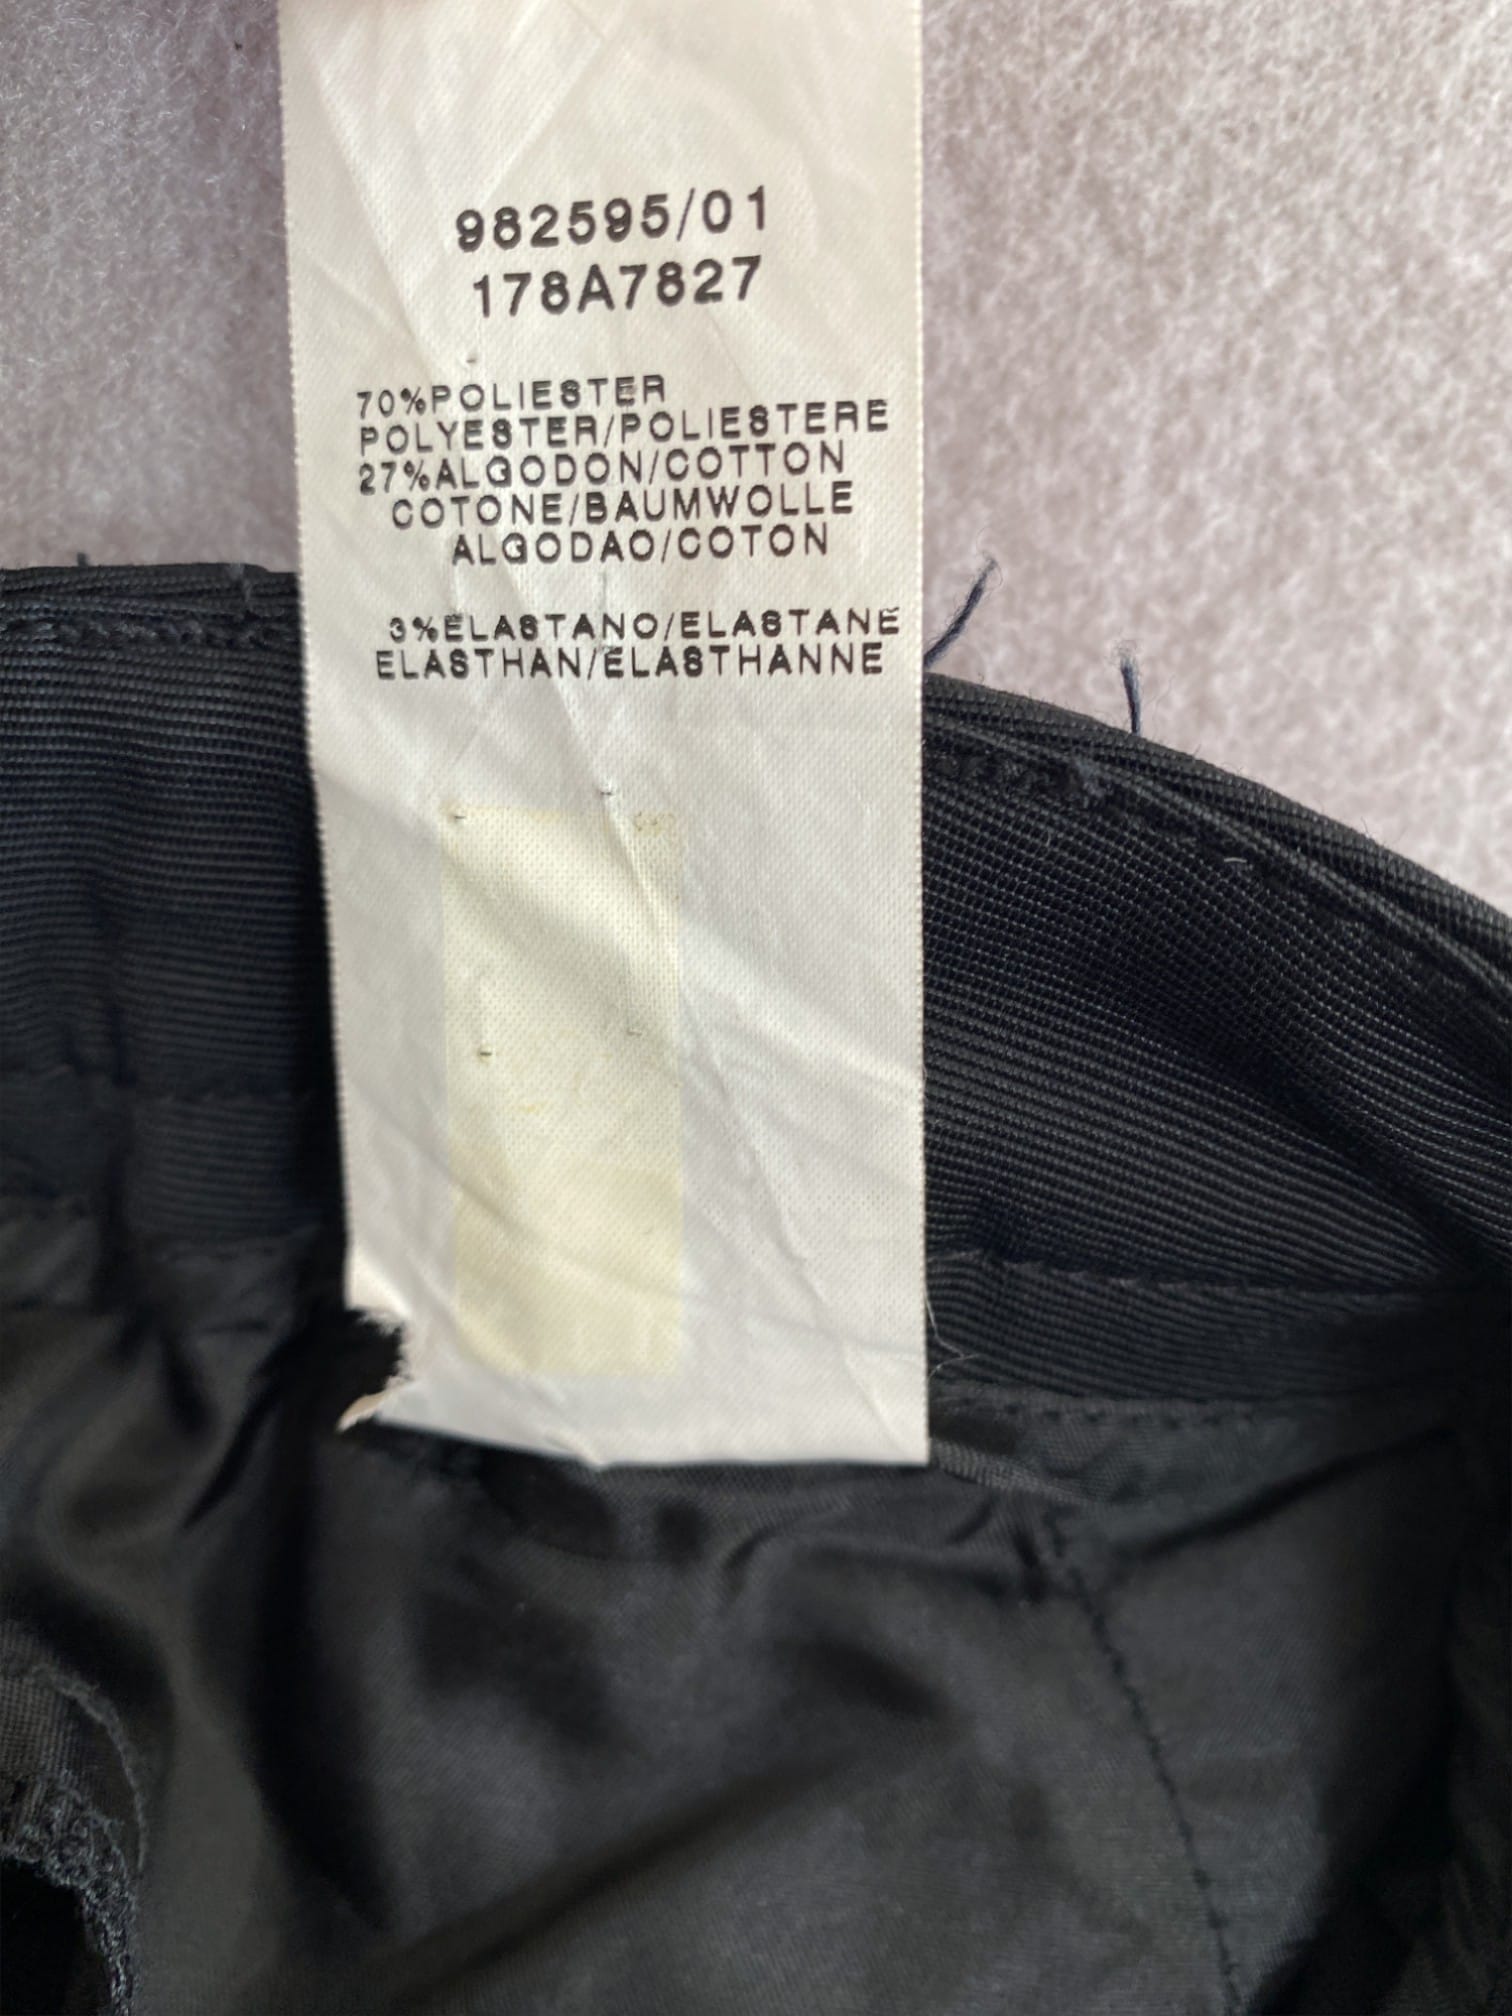 982595/01
178A7827
70%POLIESTER
POLYESTER/POLIESTERE
27%ALGODON/COTTON
COTONE/BAUMWOLLE
ALGODAO/COTON
3%ELASTANO/ELASTANE
ELASTHAN/ELASTHANNE